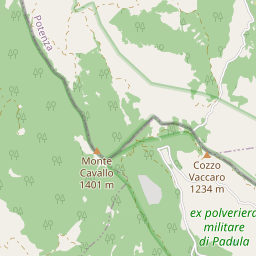 Potenza
Monte
Cavallo
1401 m
Cozzo
Vaccaro
1234 m
ex polveriera
militare
di Padula